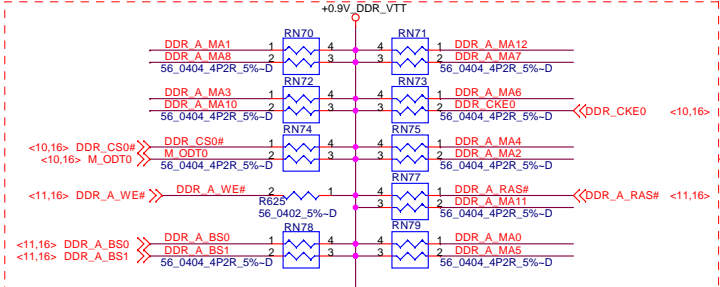 +0.9V_DDR_VTT
RN70 RN71
DDR_A_MA1 1 4 4 1 DDR_A_MA12
DDR_A_MA8 2 3 3 2 DDR_A_MA7
56_0404_4P2R_5%~D 56_0404_4P2R_5%~D
RN72 RN73
DDR_A_MA3 1 4 4 1 DDR_A_MA6
DDR_A_MA10 2 3 3 2 DDR_CKE0 DDR_CKE0 <10,16>
56_0404_4P2R_5%~D 56_0404_4P2R_5%~D
RN74 RN75
<10,16> DDR_CS0# DDR_CS0# 1 4 4 1 DDR_A_MA4
<10,16> M_ODT0 M_ODT0 2 3 3 2 DDR_A_MA2
56_0404_4P2R_5%~D 56_0404_4P2R_5%~D
RN77
<11,16> DDR_A_WE# DDR_A_WE# 2 1 4 1 DDR_A_RAS# DDR_A_RAS# <11,16>
R625 3 2 DDR_A_MA11
56_0402_5%~D 56_0404_4P2R_5%~D
RN78 RN79
<11,16> DDR_A_BS0 DDR_A_BS0 1 4 4 1 DDR_A_MA0
<11,16> DDR_A_BS1 DDR_A_BS1 2 3 3 2 DDR_A_MA5
56_0404_4P2R_5%~D 56_0404_4P2R_5%~D